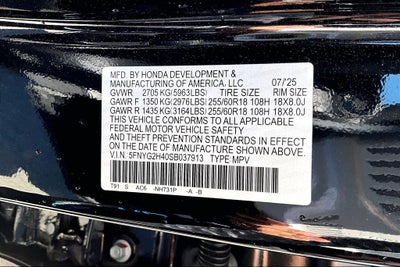 MFD. BY HONDA DEVELOPMENT &
MANUFACTURING OF AMERICA, LLC 07/25
GVWR 2705 KG(5963LBS) TIRE SIZE RIM SIZE
GAWR F 1350 KG(2976LBS) 255/60R18 108H 18X8.0J
GAWR R 1435 KG(3164LBS) 255/60R18 108H 18X8.0J
THIS VEHICLE CONFORMS TO ALL APPLICABLE
FEDERAL MOTOR VEHICLE SAFETY
AND THEFT PREVENTION STANDARDS IN EFFECT
ON THE DATE OF MANUFACTURE SHOWN ABOVE.
V.I.N. 5FNYG2H40SB037913 TYPE MPV
T91 S AC6 -NH731P -A -B